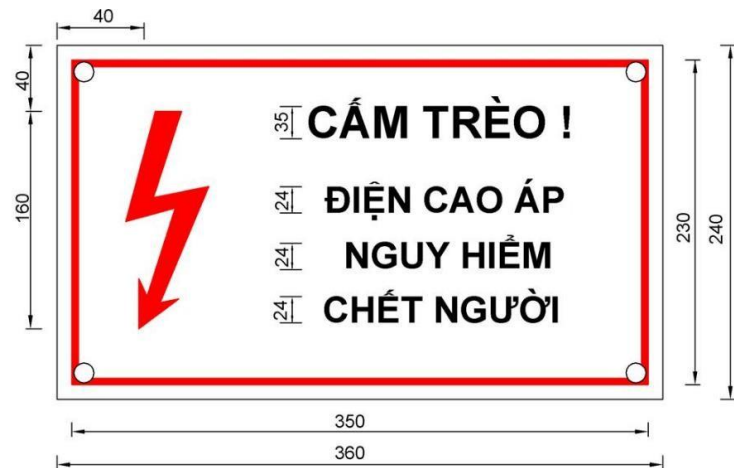 40
40
35 CẤM TRÈO !
160
24 ĐIỆN CAO ÁP
24 NGUY HIỂM
24 CHẾT NGƯỜI
230
240
350
360